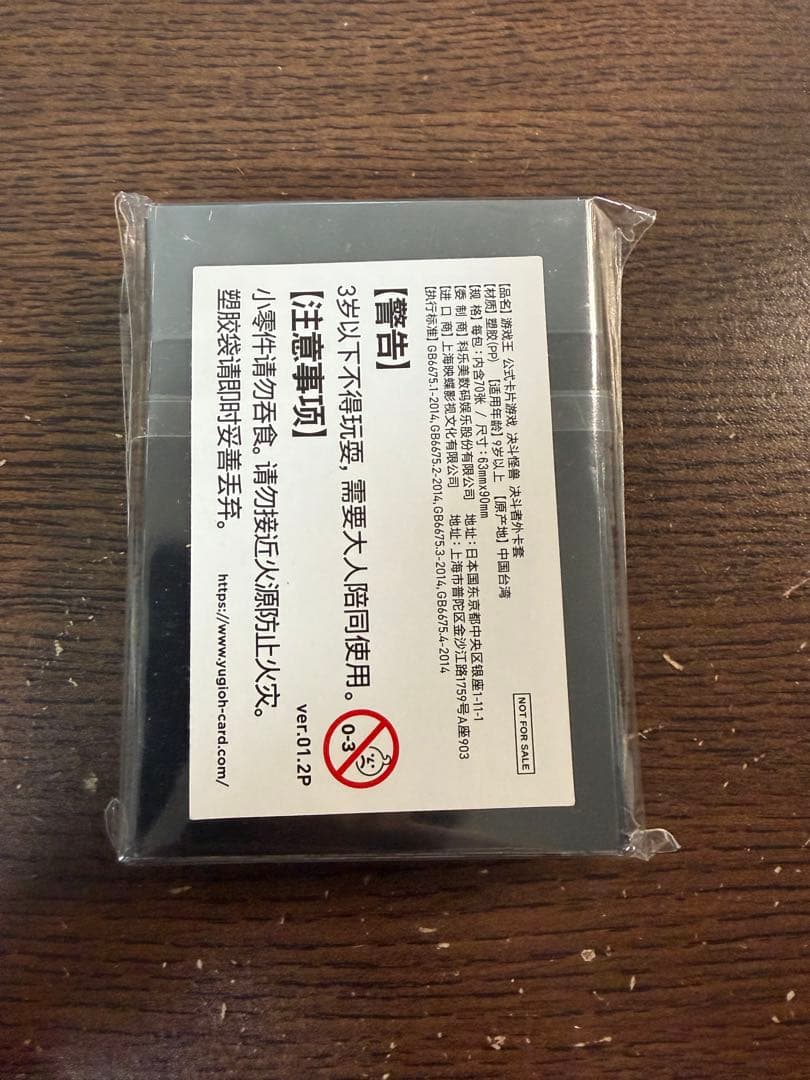 【品名】游戏王 公式卡片游戏 决斗怪兽 决斗者外卡套
【材质】塑胶(PP) 【适用年龄】9岁以上 【原产地】中国台湾
【规 格】每包：内含70张 / 尺寸：63mmx90mm
【委 制 商】科乐美数码娱乐股份有限公司 地址：日本国东京都中央区银座1-11-1
【进 口 商】上海映蝶影视文化有限公司 地址：上海市普陀区金沙江路1759号A座903
【执行标准】GB6675.1-2014,GB6675.2-2014,GB6675.3-2014,GB6675.4-2014
NOT FOR SALE
【警告】
3岁以下不得玩耍，需要大人陪同使用。
0-3
【注意事项】
ver.01.2P
小零件请勿吞食。请勿接近火源防止火灾。
塑胶袋请即时妥善丢弃。
https://www.yugioh-card.com/